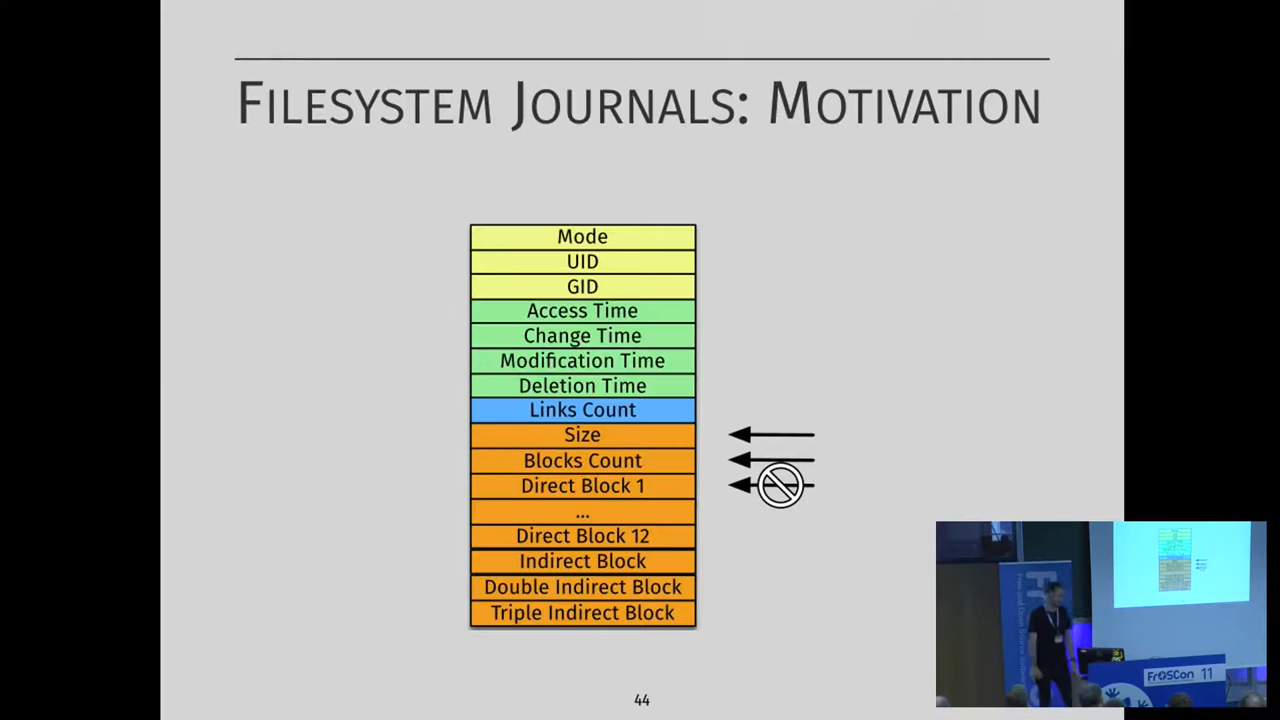 FILESYSTEM JOURNALS: MOTIVATION
Mode
UID
GID
Access Time
Change Time
Modification Time
Deletion Time
Links Count
Size
Blocks Count
Direct Block 1
...
Direct Block 12
Indirect Block
Double Indirect Block
Triple Indirect Block
44
FrOSCon 11